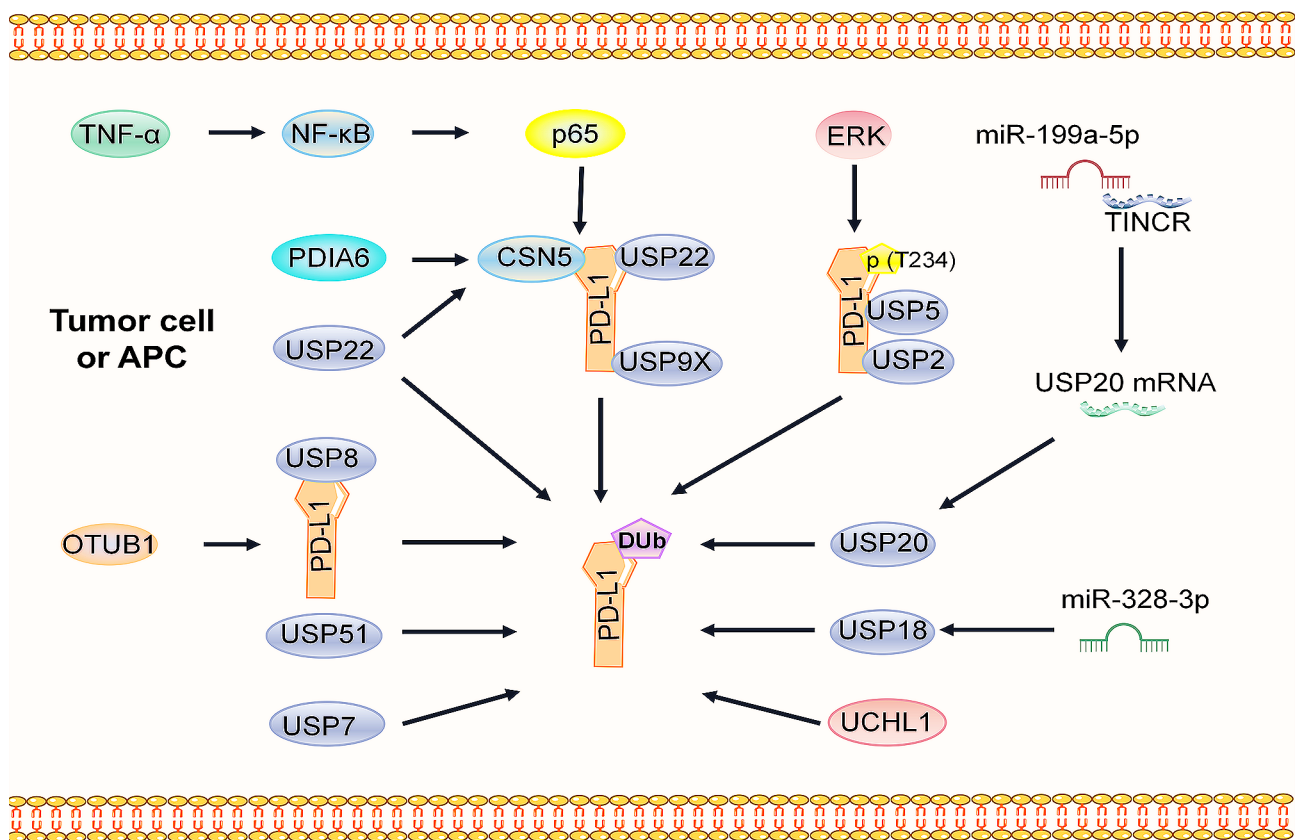 TNF-α
NF-κB
p65
ERK
miR-199a-5p
TINCR
PDIA6
CSN5
USP22
PD-L1
USP9X
p (T234)
PD-L1
USP5
USP2
Tumor cell
or APC
USP22
USP20 mRNA
USP8
PD-L1
OTUB1
DUb
PD-L1
USP20
miR-328-3p
USP51
USP18
USP7
UCHL1